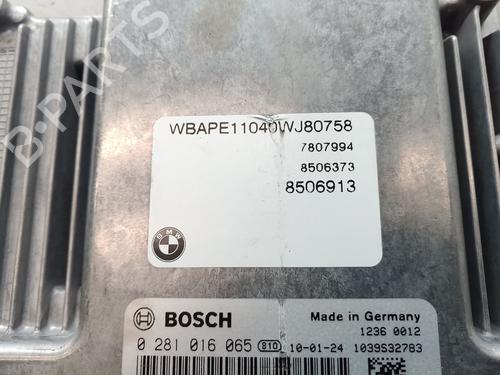 WBAPE11040WJ80758
7807994
8506373
8506913
BMW
BOSCH Made in Germany
1236 0012
0 281 016 065 810 10-01-24 1039S32783
B-PARTS